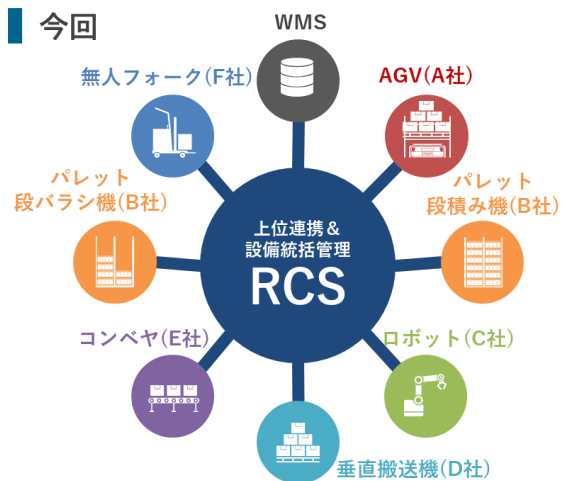 今回
WMS
無人フォーク(F社)
AGV(A社)
パレット
段バラシ機(B社)
パレット
段積み機(B社)
上位連携&
設備統括管理
RCS
コンベヤ(E社)
ロボット(C社)
垂直搬送機(D社)